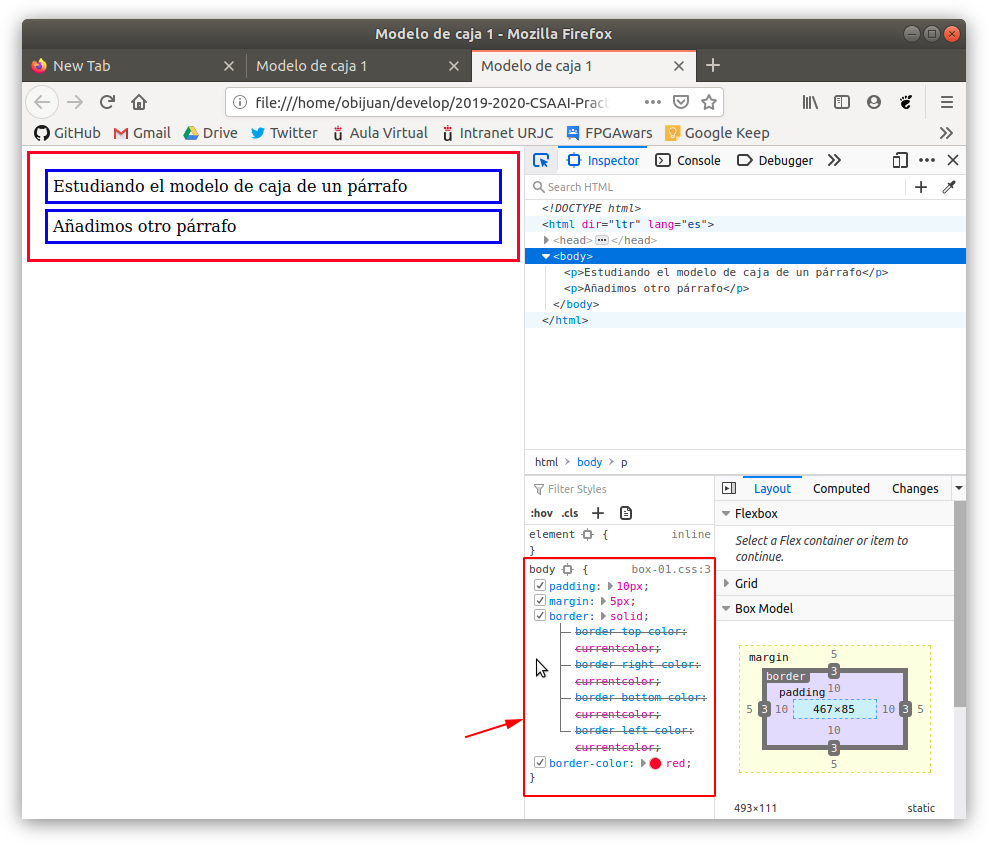 Modelo de caja 1 - Mozilla Firefox
New Tab
Modelo de caja 1
Modelo de caja 1
file:///home/obijuan/develop/2019-2020-CSAAI-Pract
GitHub Gmail Drive Twitter Aula Virtual Intranet URJC FPGAwars Google Keep
Estudiando el modelo de caja de un párrafo
Añadimos otro párrafo
Inspector Console Debugger
Search HTML
<!DOCTYPE html>
<html dir="ltr" lang="es">
<head> ••• </head>
<body>
<p>Estudiando el modelo de caja de un párrafo</p>
<p>Añadimos otro párrafo</p>
</body>
</html>
html > body > p
Filter Styles
:hov .cls +
element { inline
}
body { box-01.css:3
padding: 10px;
margin: 5px;
border: solid;
border-top-color:
currentcolor;
border-right-color:
currentcolor;
border-bottom-color:
currentcolor;
border-left-color:
currentcolor;
border-color: red;
}
Layout Computed Changes
Flexbox
Select a Flex container or item to
continue.
Grid
Box Model
margin 5
border 3
padding 10
5 3 10 467×85 10 3 5
10
3
5
493×111 static